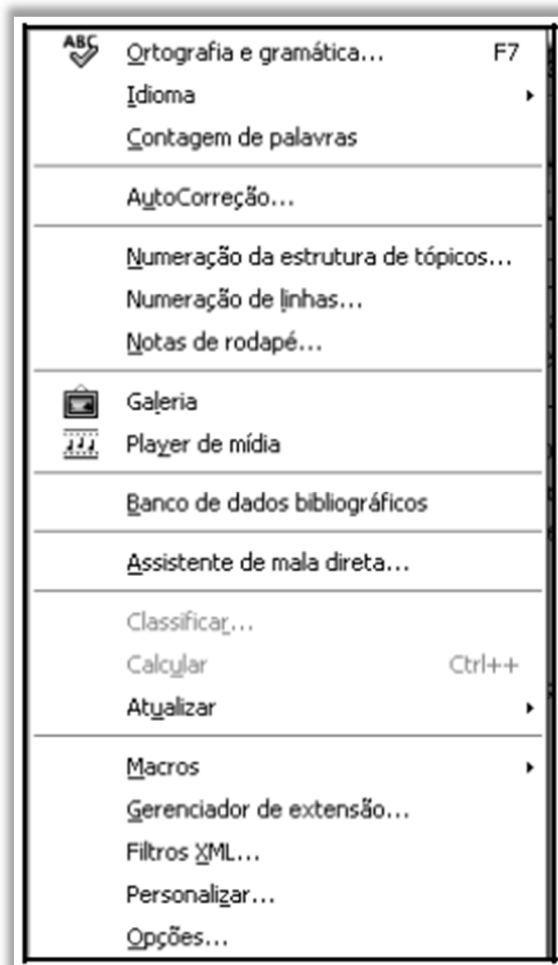 ABC Ortografia e gramática... F7
Idioma
Contagem de palavras
AutoCorreção...
Numeração da estrutura de tópicos...
Numeração de linhas...
Notas de rodapé...
Galeria
Player de mídia
Banco de dados bibliográficos
Assistente de mala direta...
Classificar...
Calcular Ctrl++
Atualizar
Macros
Gerenciador de extensão...
Filtros XML...
Personalizar...
Opções...